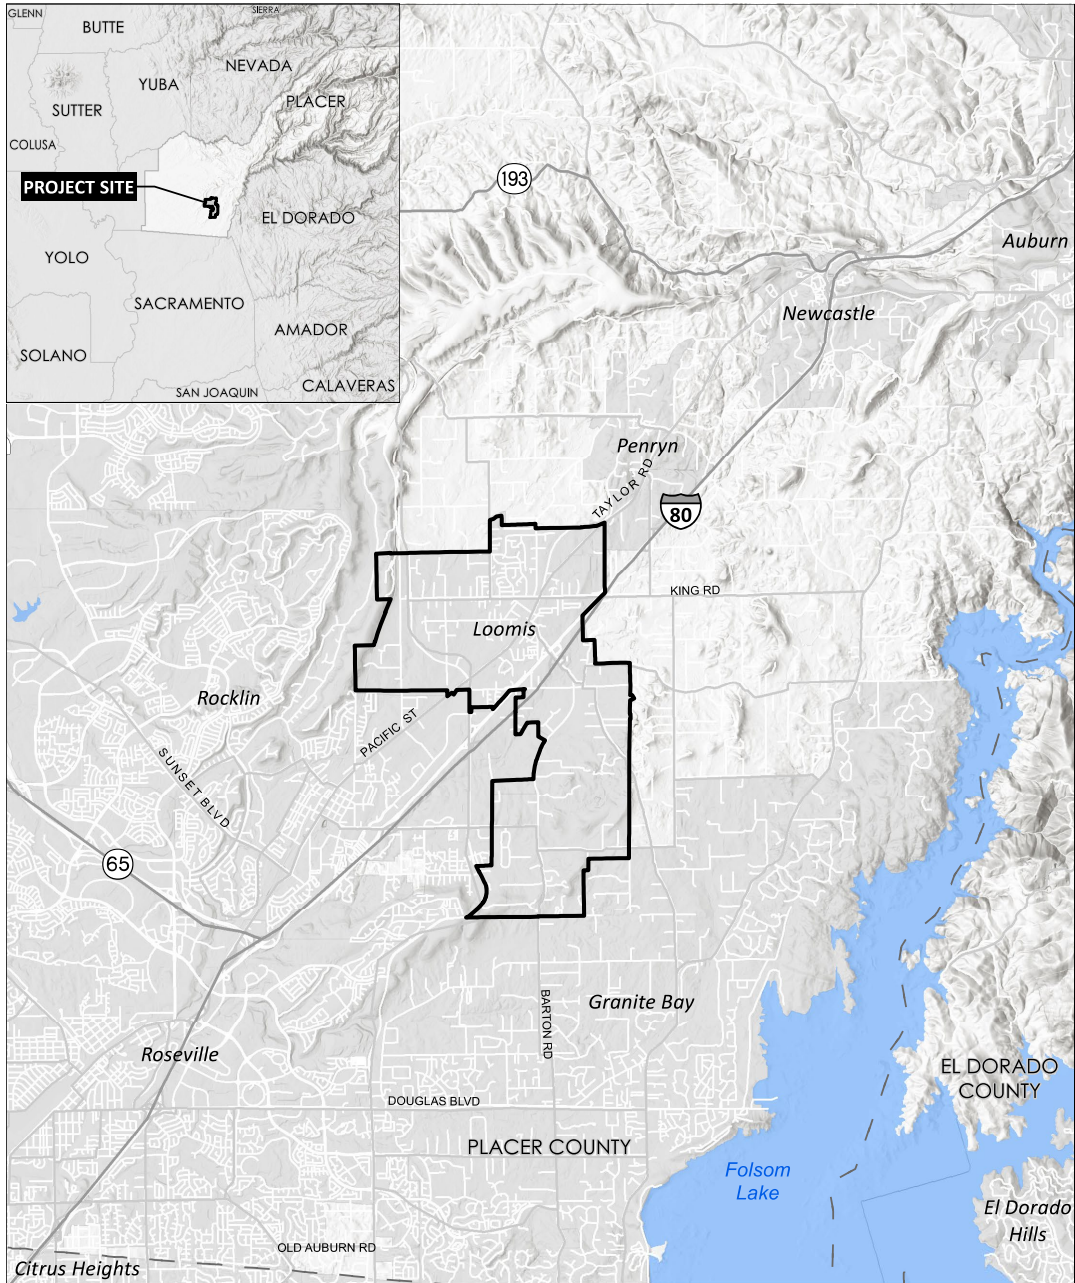 GLENN
BUTTE
SIERRA
NEVADA
YUBA
PLACER
SUTTER
COLUSA
PROJECT SITE
EL DORADO
YOLO
SACRAMENTO
AMADOR
SOLANO
CALAVERAS
SAN JOAQUIN
193
Auburn
Newcastle
Penryn
TAYLOR RD
80
KING RD
Loomis
Rocklin
PACIFIC ST
SUNSET BLVD
65
Granite Bay
BARTON RD
Roseville
EL DORADO
COUNTY
DOUGLAS BLVD
PLACER COUNTY
Folsom
Lake
El Dorado
Hills
OLD AUBURN RD
Citrus Heights